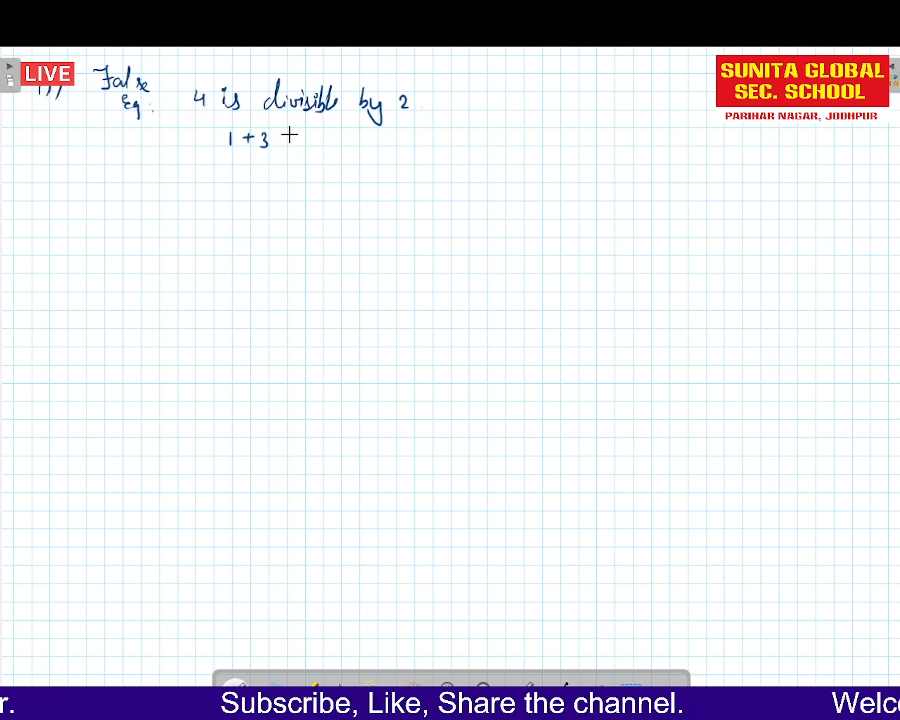 LIVE
False
Eg. 4 is divisible by 2
1 + 3
SUNITA GLOBAL
SEC. SCHOOL
PARIHAR NAGAR, JODHPUR
r. Subscribe, Like, Share the channel. Welc